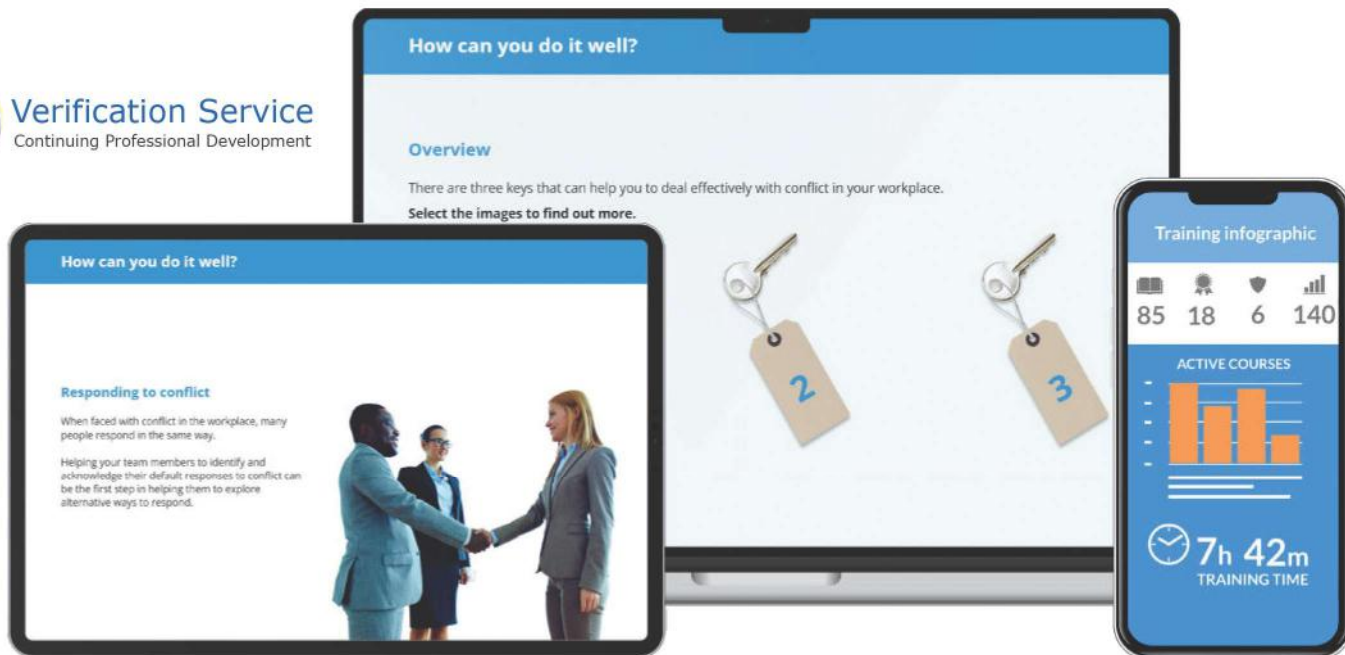 Verification Service
Continuing Professional Development
How can you do it well?
Overview
There are three keys that can help you to deal effectively with conflict in your workplace.
Select the images to find out more.
2
3
How can you do it well?
Responding to conflict
When faced with conflict in the workplace, many
people respond in the same way.
Helping your team members to identify and
acknowledge their default responses to conflict can
be the first step in helping them to explore
alternative ways to respond.
Training infographic
85 18 6 140
ACTIVE COURSES
7h 42m
TRAINING TIME